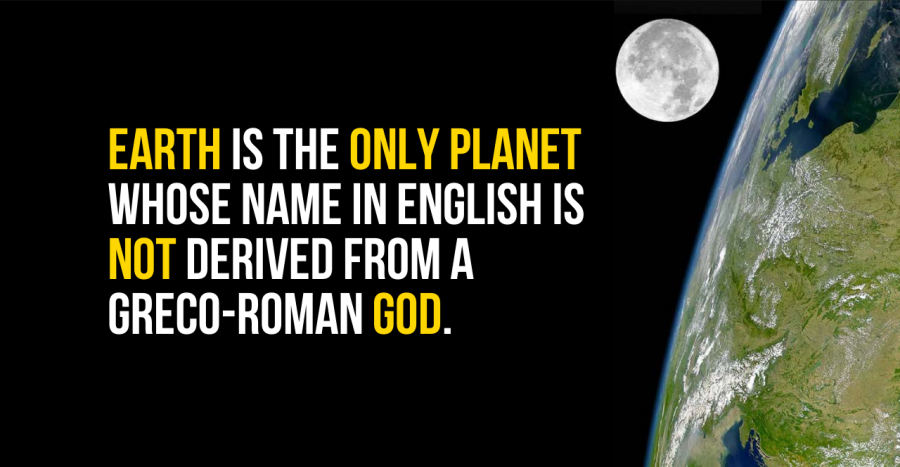 EARTH IS THE ONLY PLANET
WHOSE NAME IN ENGLISH IS
NOT DERIVED FROM A
GRECO-ROMAN GOD.